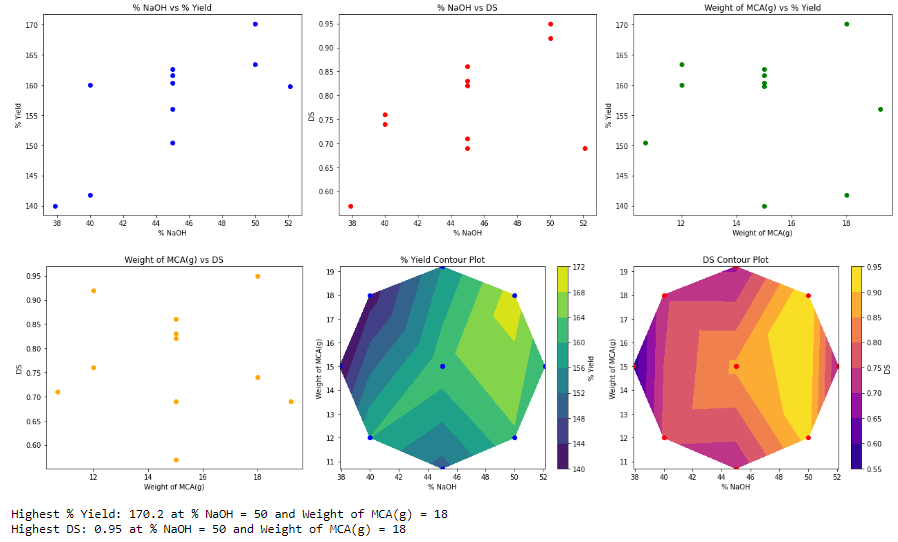 % NaOH vs % Yield
% Yield
170
165
160
155
150
145
140
38 40 42 44 46 48 50 52
% NaOH
% NaOH vs DS
DS
0.95
0.90
0.85
0.80
0.75
0.70
0.65
0.60
38 40 42 44 46 48 50 52
% NaOH
Weight of MCA(g) vs % Yield
% Yield
170
165
160
155
150
145
140
12 14 16 18
Weight of MCA(g)
Weight of MCA(g) vs DS
DS
0.95
0.90
0.85
0.80
0.75
0.70
0.65
0.60
12 14 16 18
Weight of MCA(g)
% Yield Contour Plot
Weight of MCA(g)
19
18
17
16
15
14
13
12
11
38 40 42 44 46 48 50 52
% NaOH
172
168
164
160
156
152
148
144
140
% Yield
DS Contour Plot
Weight of MCA(g)
19
18
17
16
15
14
13
12
11
38 40 42 44 46 48 50 52
% NaOH
0.95
0.90
0.85
0.80
0.75
0.70
0.65
0.60
0.55
DS
Highest % Yield: 170.2 at % NaOH = 50 and Weight of MCA(g) = 18
Highest DS: 0.95 at % NaOH = 50 and Weight of MCA(g) = 18